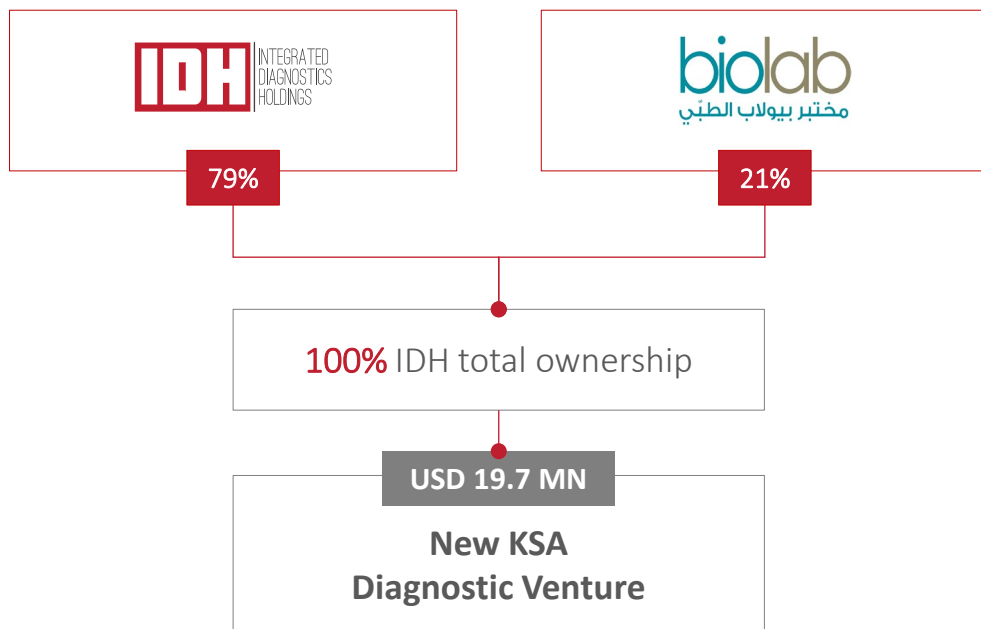 IDH
INTEGRATED
DIAGNOSTICS
HOLDINGS
biolab
مختبر بيولاب الطبّي
79%
21%
100% IDH total ownership
USD 19.7 MN
New KSA
Diagnostic Venture